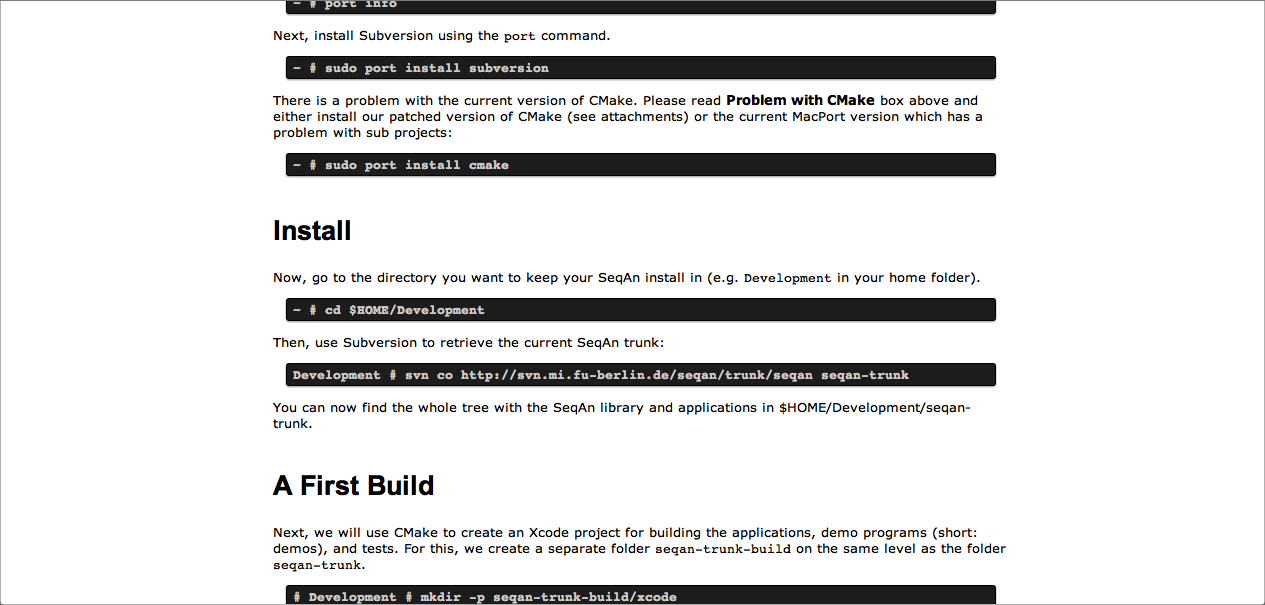 ~ # port info
Next, install Subversion using the port command.
~ # sudo port install subversion
There is a problem with the current version of CMake. Please read Problem with CMake box above and
either install our patched version of CMake (see attachments) or the current MacPort version which has a
problem with sub projects:
~ # sudo port install cmake
Install
Now, go to the directory you want to keep your SeqAn install in (e.g. Development in your home folder).
~ # cd $HOME/Development
Then, use Subversion to retrieve the current SeqAn trunk:
Development # svn co http://svn.mi.fu-berlin.de/seqan/trunk/seqan seqan-trunk
You can now find the whole tree with the SeqAn library and applications in $HOME/Development/seqan-
trunk.
A First Build
Next, we will use CMake to create an Xcode project for building the applications, demo programs (short:
demos), and tests. For this, we create a separate folder seqan-trunk-build on the same level as the folder
seqan-trunk.
# Development # mkdir -p seqan-trunk-build/xcode